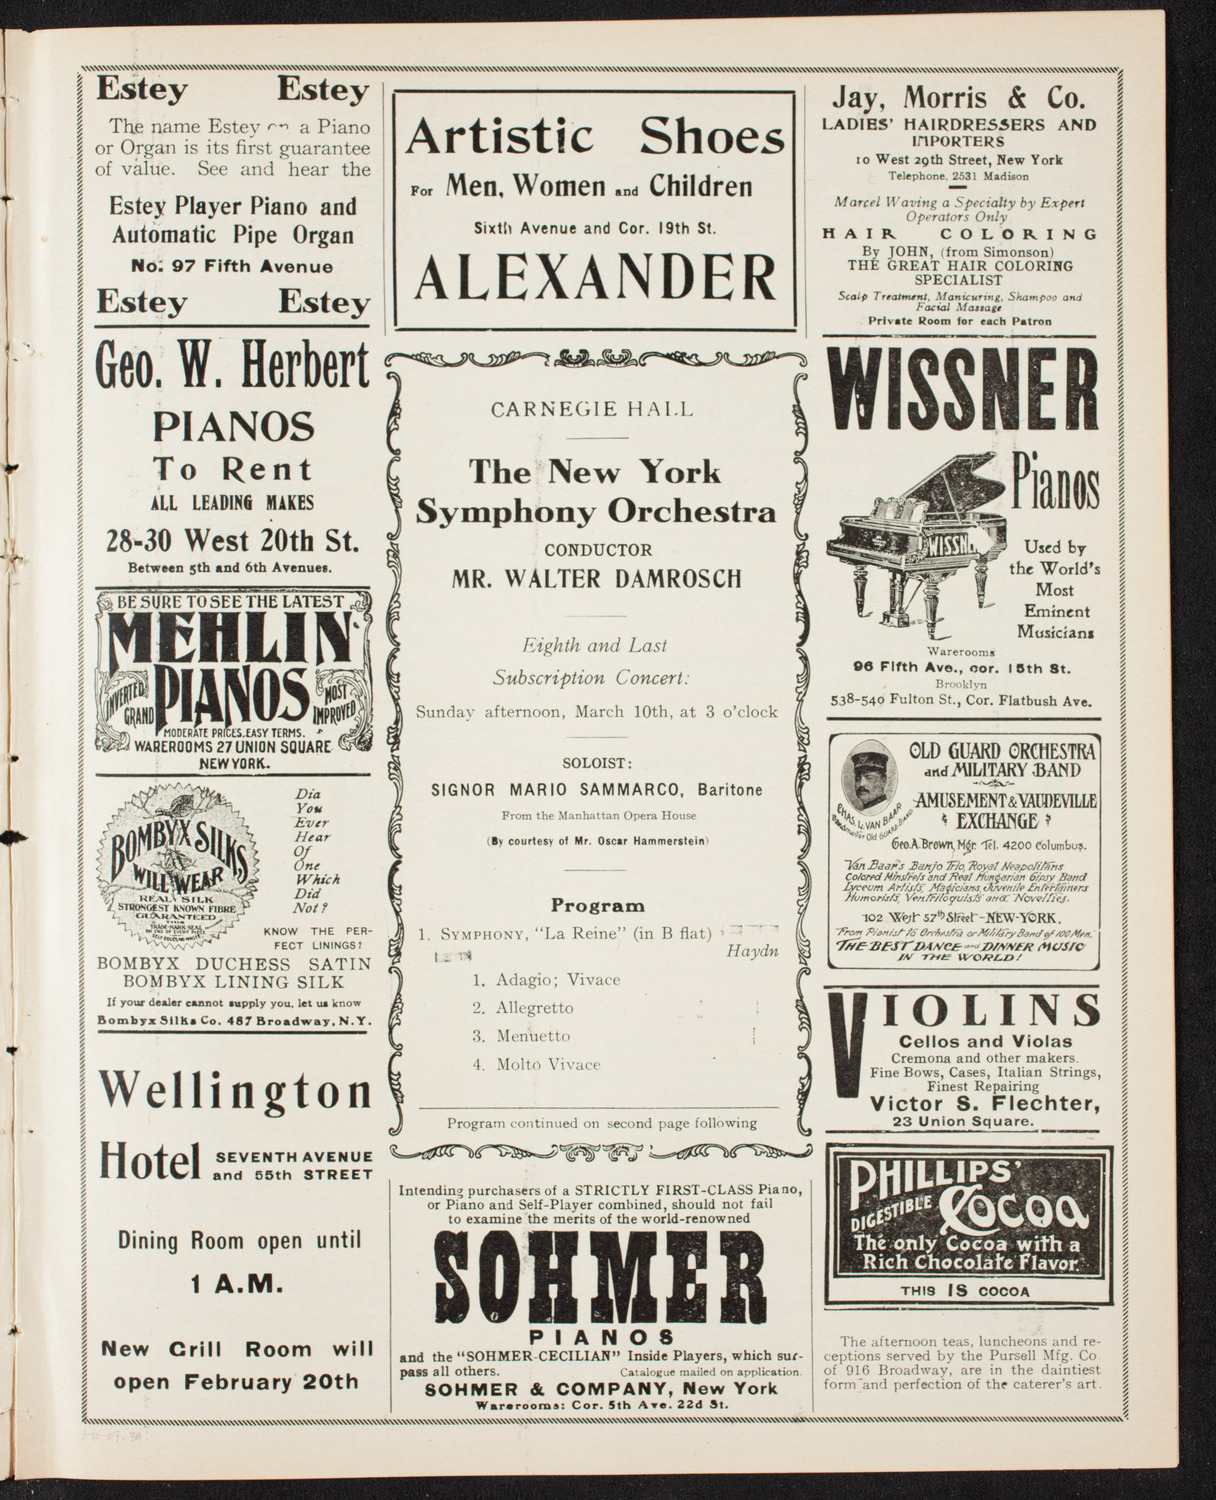 Estey Estey
The name Estey on a Piano
or Organ is its first guarantee
of value. See and hear the
Estey Player Piano and
Automatic Pipe Organ
No. 97 Fifth Avenue
Estey Estey
Geo. W. Herbert
PIANOS
To Rent
ALL LEADING MAKES
28-30 West 20th St.
Between 5th and 6th Avenues.
BE SURE TO SEE THE LATEST
MEHLIN
PIANOS
INVERTED
GRAND
MOST
IMPROVED
MODERATE PRICES. EASY TERMS.
WAREROOMS 27 UNION SQUARE
NEW YORK.
BOMBYX SILKS
WILL WEAR
REAL SILK
STRONGEST KNOWN FIBRE
GUARANTEED
Dia
You
Ever
Hear
Of
One
Which
Did
Not?
KNOW THE PER-
FECT LININGS?
BOMBYX DUCHESS SATIN
BOMBYX LINING SILK
If your dealer cannot supply you, let us know
Bombyx Silks Co. 487 Broadway, N.Y.
Wellington
Hotel SEVENTH AVENUE
and 55th STREET
Dining Room open until
1 A.M.
New Grill Room will
open February 20th
Artistic Shoes
For Men, Women and Children
Sixth Avenue and Cor. 19th St.
ALEXANDER
CARNEGIE HALL
The New York
Symphony Orchestra
CONDUCTOR
MR. WALTER DAMROSCH
Eighth and Last
Subscription Concert:
Sunday afternoon, March 10th, at 3 o'clock
SOLOIST:
SIGNOR MARIO SAMMARCO, Baritone
From the Manhattan Opera House
(By courtesy of Mr. Oscar Hammerstein)
Program
1. SYMPHONY, "La Reine" (in B flat)
Haydn
1. Adagio; Vivace
2. Allegretto
3. Menuetto
4. Molto Vivace
Program continued on second page following
Intending purchasers of a STRICTLY FIRST-CLASS Piano,
or Piano and Self-Player combined, should not fail
to examine the merits of the world-renowned
SOHMER
PIANOS
and the "SOHMER-CECILIAN" Inside Players, which sur-
pass all others. Catalogue mailed on application.
SOHMER & COMPANY, New York
Warerooms: Cor. 5th Ave. 22d St.
Jay, Morris & Co.
LADIES' HAIRDRESSERS AND
IMPORTERS
10 West 29th Street, New York
Telephone, 2531 Madison
Marcel Waving a Specialty by Expert
Operators Only
HAIR COLORING
By JOHN, (from Simonson)
THE GREAT HAIR COLORING
SPECIALIST
Scalp Treatment, Manicuring, Shampoo and
Facial Massage
Private Room for each Patron
WISSNER
Pianos
WISSNER
Used by
the World's
Most
Eminent
Musicians
Warerooms
96 Fifth Ave., cor. 15th St.
Brooklyn
538-540 Fulton St., Cor. Flatbush Ave.
OLD GUARD ORCHESTRA
and MILITARY BAND
AMUSEMENT & VAUDEVILLE
EXCHANGE
CHAS. L. VAN BAAR
Bandmaster Old Guard Band
Geo. A. Brown, Mgr. Tel. 4200 Columbus.
Van Baar's Banjo Trio, Royal Neapolitans
Colored Minstrels and Real Hungarian Gipsy Band
Lyceum Artists, Magicians, Juvenile Entertainers
Humorists, Ventriloquists and Novelties.
102 West 57th Street - NEW-YORK.
"From Pianist to Orchestra or Military Band of 100 Men."
THE BEST DANCE and DINNER MUSIC
IN THE WORLD!
VIOLINS
Cellos and Violas
Cremona and other makers.
Fine Bows, Cases, Italian Strings,
Finest Repairing
Victor S. Flechter,
23 Union Square.
PHILLIPS'
DIGESTIBLE Cocoa
The only Cocoa with a
Rich Chocolate Flavor
THIS IS COCOA
The afternoon teas, luncheons and re-
ceptions served by the Pursell Mfg. Co
of 916 Broadway, are in the daintiest
form and perfection of the caterer's art.